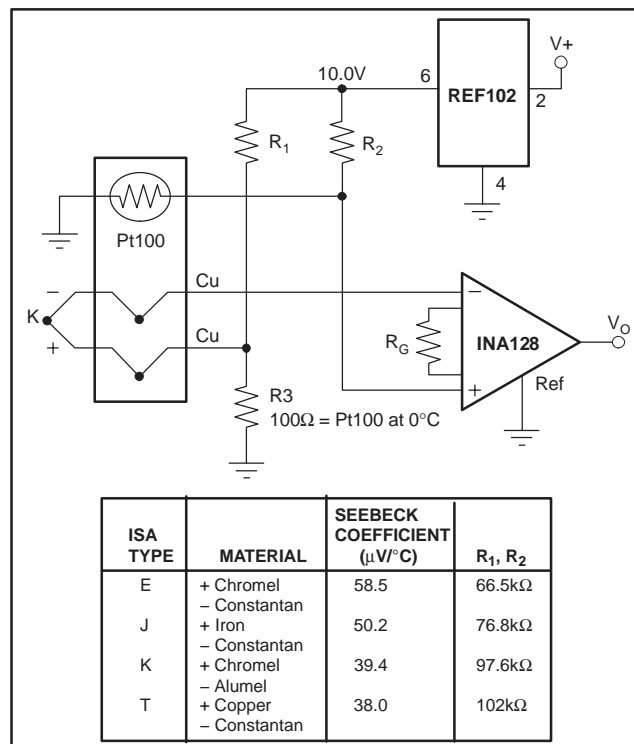 V+
10.0V
6
REF102
2
R1
R2
4
Pt100
Cu
K
−
+
Cu
−
RG
INA128
VO
+
Ref
R3
100Ω = Pt100 at 0°C
ISA TYPE	MATERIAL	SEEBECK COEFFICIENT (µV/°C)	R1, R2
E	+ Chromel	58.5	66.5kΩ
− Constantan
J	+ Iron	50.2	76.8kΩ
− Constantan
K	+ Chromel	39.4	97.6kΩ
− Alumel
T	+ Copper	38.0	102kΩ
− Constantan